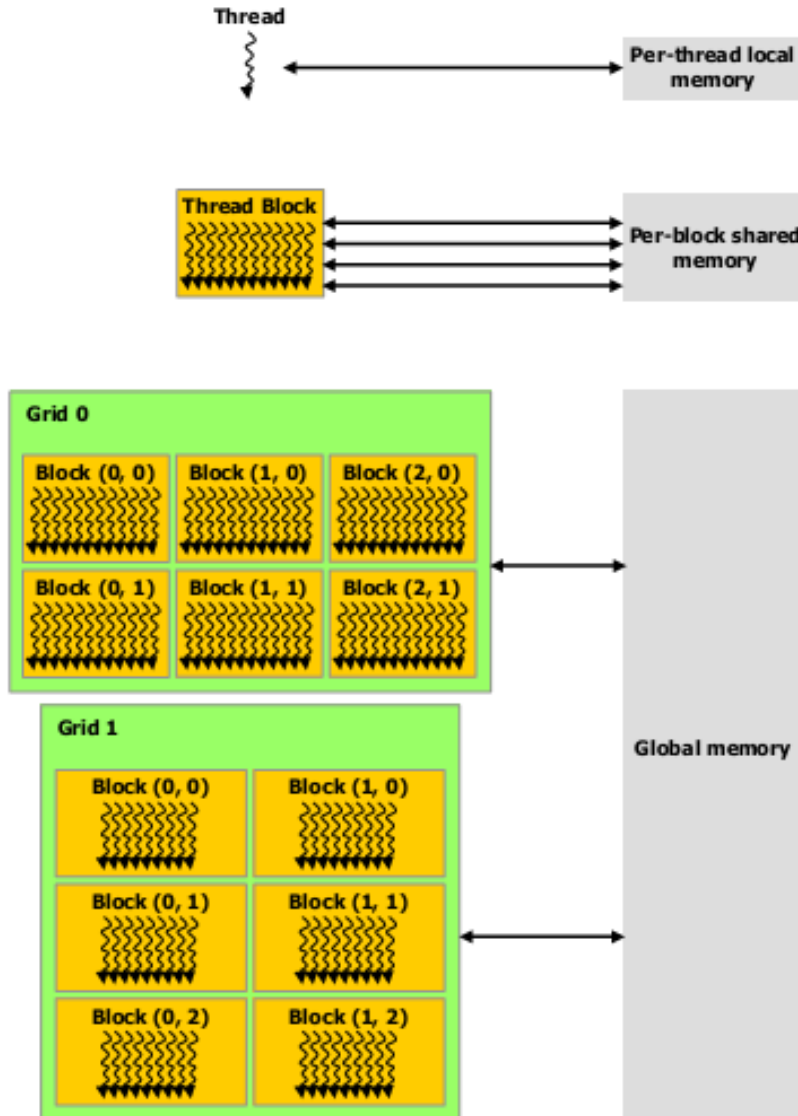 Thread
Per-thread local
memory
Thread Block
Per-block shared
memory
Grid 0
Block (0, 0)
Block (1, 0)
Block (2, 0)
Block (0, 1)
Block (1, 1)
Block (2, 1)
Grid 1
Global memory
Block (0, 0)
Block (1, 0)
Block (0, 1)
Block (1, 1)
Block (0, 2)
Block (1, 2)